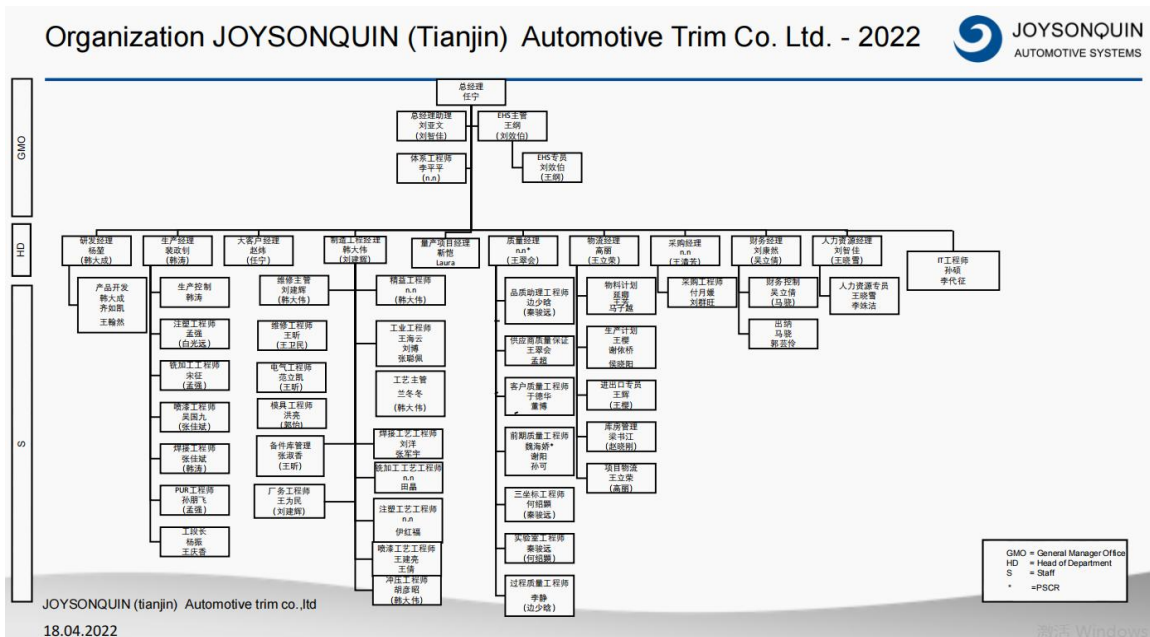 Organization JOYSONQUIN (Tianjin) Automotive Trim Co. Ltd. - 2022
JOYSONQUIN
AUTOMOTIVE SYSTEMS
GMO
总经理
任宁
总经理助理
刘亚文
(刘智佳)
EHS主管
王纲
(刘效伯)
体系工程师
李平平
(n.n)
EHS专员
刘效伯
(王纲)
HD
研发经理
杨堃
(韩大成)
生产经理
裴政钊
(韩涛)
大客户经理
赵炜
(任宁)
制造工程经理
韩大伟
(刘建辉)
量产项目经理
靳恺
Laura
质量经理
n.n*
(王翠会)
物流经理
高丽
(王立荣)
采购经理
n.n
(王清芳)
财务经理
刘康然
(吴立倩)
人力资源经理
刘智佳
(王晓雪)
IT工程师
孙硕
李代征
S
产品开发
韩大成
齐如凯
王翰然
生产控制
韩涛
注塑工程师
孟强
(白光远)
铣加工工程师
宋征
(孟强)
喷漆工程师
吴国九
(张佳斌)
焊接工程师
张佳斌
(韩涛)
PUR工程师
孙朋飞
(孟强)
工段长
杨振
王庆香
维修主管
刘建辉
(韩大伟)
维修工程师
王昕
(王卫民)
电气工程师
范立凯
(王昕)
模具工程师
洪亮
(郭怡)
备件库管理
张淑香
(王昕)
厂务工程师
王为民
(刘建辉)
精益工程师
n.n
(韩大伟)
工业工程师
王海云
刘博
张聪佩
工艺主管
兰冬冬
(韩大伟)
焊接工艺工程师
刘洋
张军宇
铣加工工艺工程师
n.n
田晶
注塑工艺工程师
n.n
伊红福
喷漆工艺工程师
王建亮
王倩
冲压工程师
胡彦昭
(韩大伟)
品质助理工程师
边少晗
(秦骏远)
供应商质量保证
王翠会
孟超
客户质量工程师
于德华
董博
前期质量工程师
魏海娇*
谢阳
孙可
三坐标工程师
何绍颢
(秦骏远)
实验室工程师
秦骏远
(何绍颢)
过程质量工程师
李静
(边少晗)
物料计划
延卿
王芳
马子越
生产计划
王樱
谢依桥
侯晓阳
进出口专员
王辉
(王樱)
库房管理
梁书江
(赵晓刚)
项目物流
王立荣
(高丽)
采购工程师
付月媛
刘群旺
财务控制
吴立倩
(马骁)
出纳
马骁
郭芸伶
人力资源专员
王晓雪
李姝洁
GMO = General Manager Office
HD = Head of Department
S = Staff
* =PSCR
JOYSONQUIN (tianjin) Automotive trim co.,ltd
18.04.2022
激活 Windows